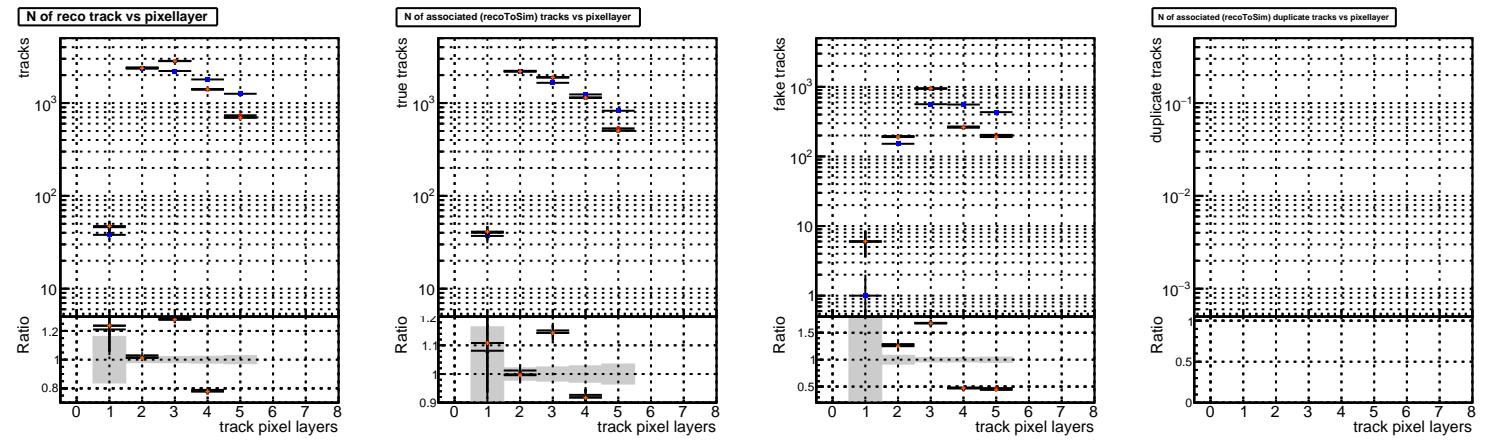 N of reco track vs pixellayer
tracks
10³
10²
10
Ratio
1.2
1
0.8
0 1 2 3 4 5 6 7 8
track pixel layers
N of associated (recoToSim) tracks vs pixellayer
true tracks
10³
10²
10
Ratio
1.2
1.1
1
0.9
0 1 2 3 4 5 6 7 8
track pixel layers
fake tracks
10³
10²
10
1
Ratio
1.5
1
0.5
0 1 2 3 4 5 6 7 8
track pixel layers
N of associated (recoToSim) duplicate tracks vs pixellayer
duplicate tracks
10⁻¹
10⁻²
10⁻³
Ratio
1
0.5
0
0 1 2 3 4 5 6 7 8
track pixel layers